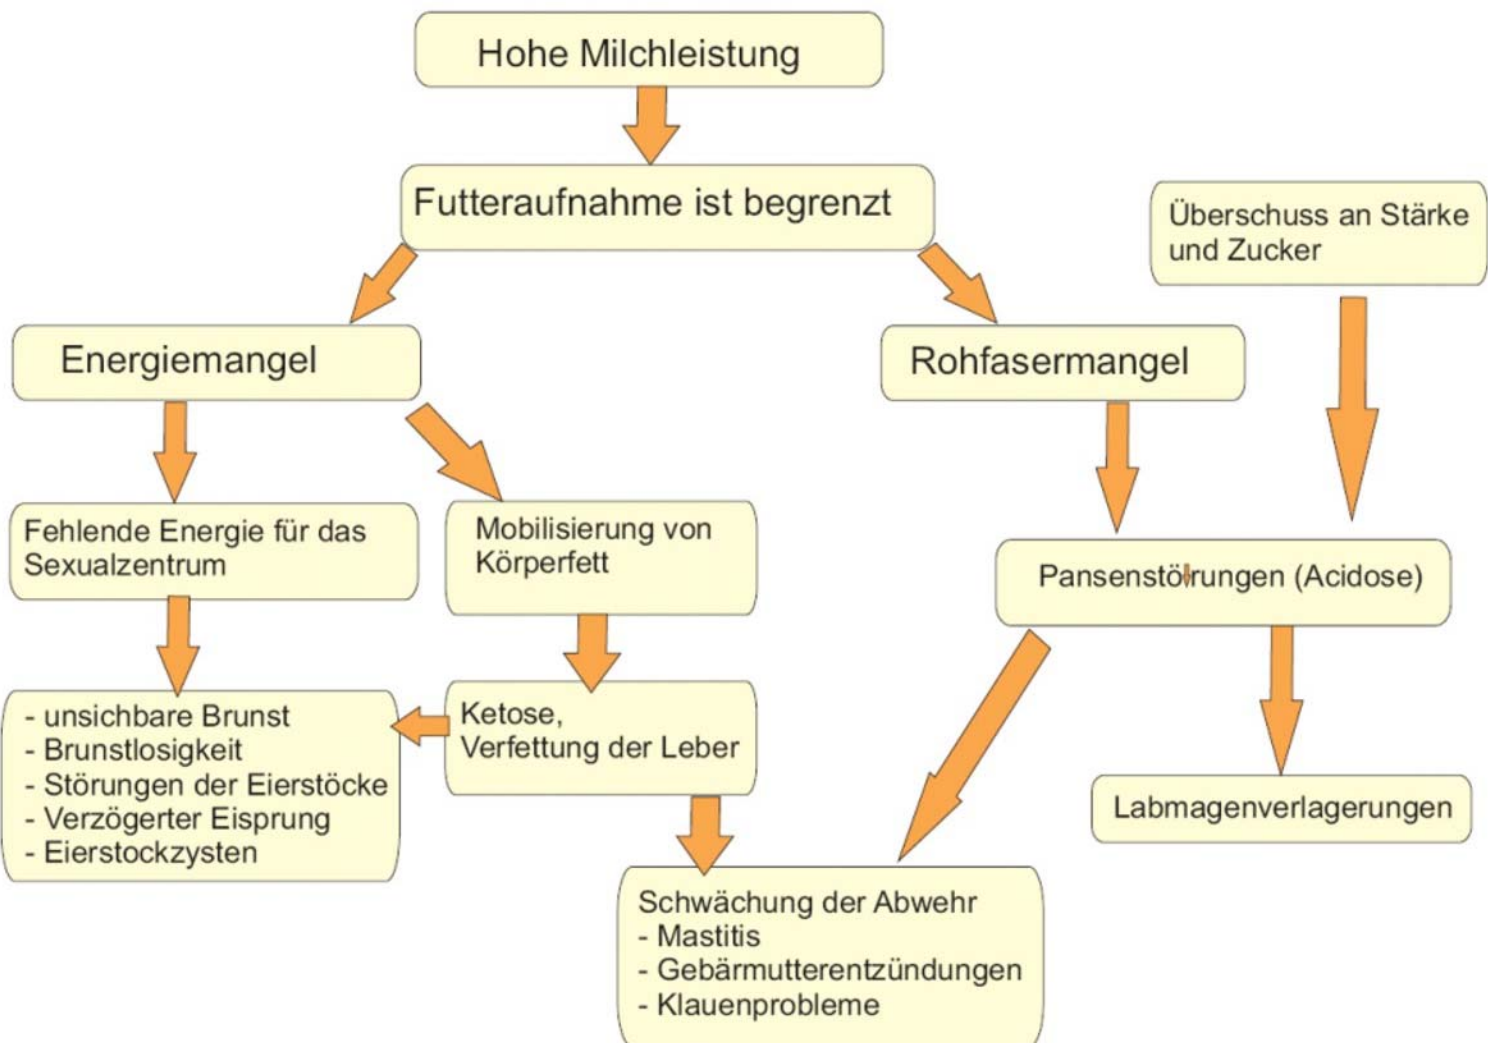 Hohe Milchleistung
Futteraufnahme ist begrenzt
Überschuss an Stärke
und Zucker
Energiemangel
Rohfasermangel
Fehlende Energie für das
Sexualzentrum
Mobilisierung von
Körperfett
Pansenstörungen (Acidose)
- unsichbare Brunst
- Brunstlosigkeit
- Störungen der Eierstöcke
- Verzögerter Eisprung
- Eierstockzysten
Ketose,
Verfettung der Leber
Labmagenverlagerungen
Schwächung der Abwehr
- Mastitis
- Gebärmutterentzündungen
- Klauenprobleme